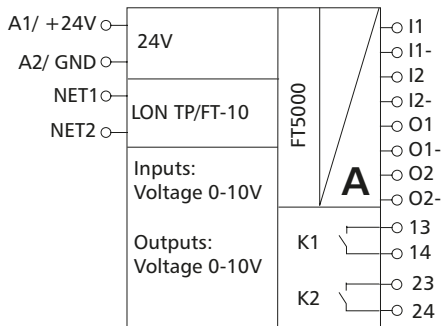 A1/ +24V
A2/ GND
NET1
NET2
24V
LON TP/FT-10
Inputs:
Voltage 0-10V
Outputs:
Voltage 0-10V
FT5000
A
K1
K2
I1
I1-
I2
I2-
O1
O1-
O2
O2-
13
14
23
24